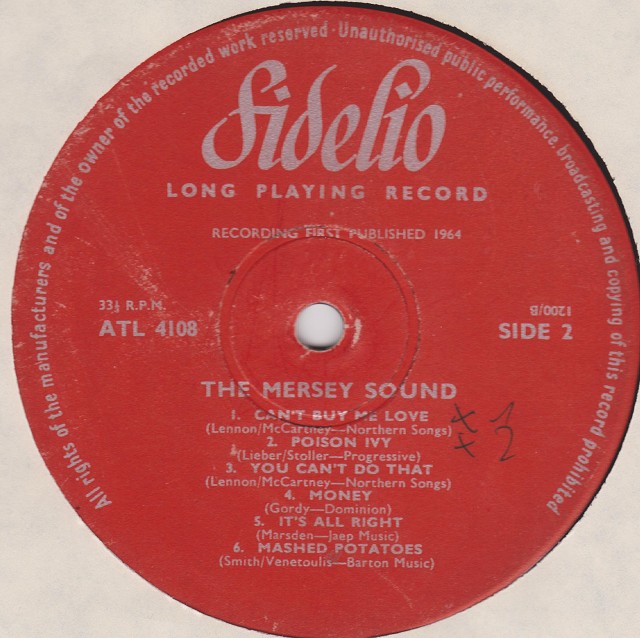 All rights of the manufacturers and of the owner of the recorded work reserved · Unauthorised public performance, broadcasting and copying of this record prohibited
Fidelio
LONG PLAYING RECORD
RECORDING FIRST PUBLISHED 1964
33⅓ R.P.M.
ATL 4108
1200/B
SIDE 2
THE MERSEY SOUND
1. CAN'T BUY ME LOVE
(Lennon/McCartney—Northern Songs)
2. POISON IVY
(Lieber/Stoller—Progressive)
3. YOU CAN'T DO THAT
(Lennon/McCartney—Northern Songs)
4. MONEY
(Gordy—Dominion)
5. IT'S ALL RIGHT
(Marsden—Jaep Music)
6. MASHED POTATOES
(Smith/Venetoulis—Barton Music)
+ 1
+ 2